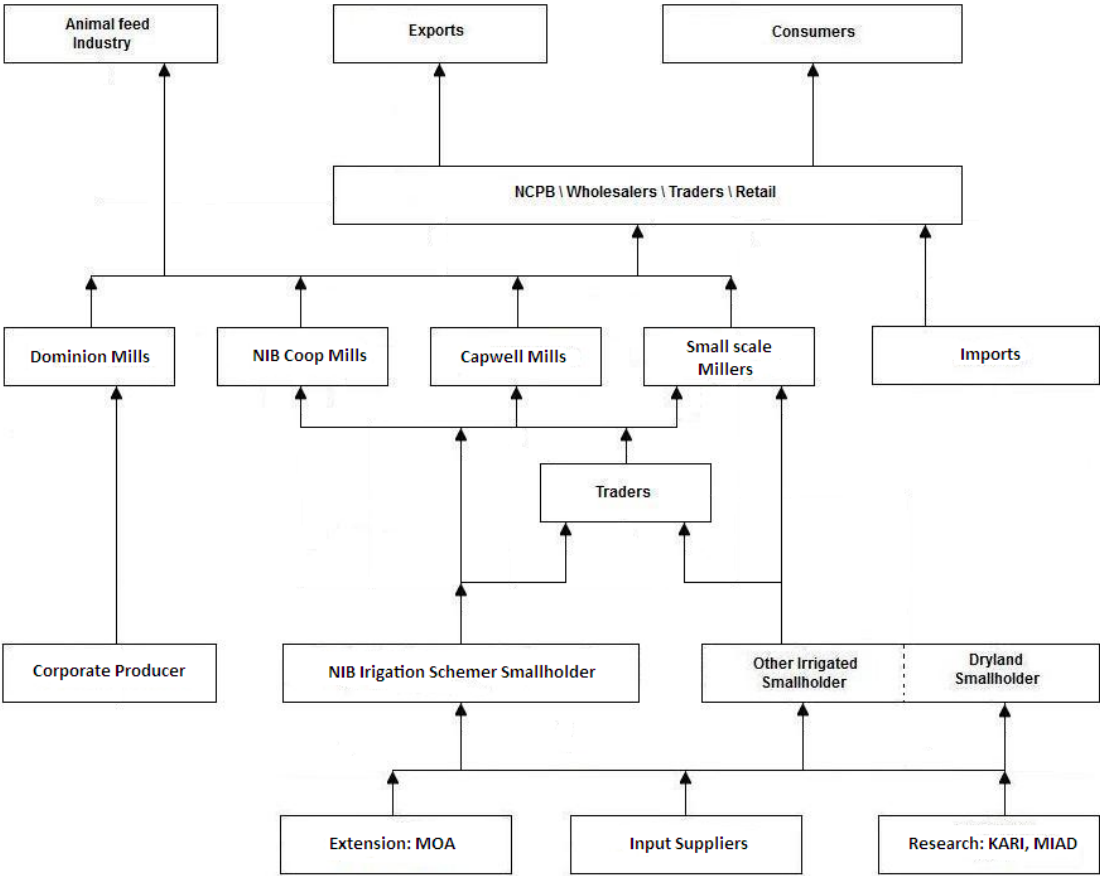 Animal feed
Industry
Exports
Consumers
NCPB \ Wholesalers \ Traders \ Retail
Dominion Mills
NIB Coop Mills
Capwell Mills
Small scale
Millers
Imports
Traders
Corporate Producer
NIB Irigation Schemer Smallholder
Other Irrigated
Smallholder
Dryland
Smallholder
Extension: MOA
Input Suppliers
Research: KARI, MIAD